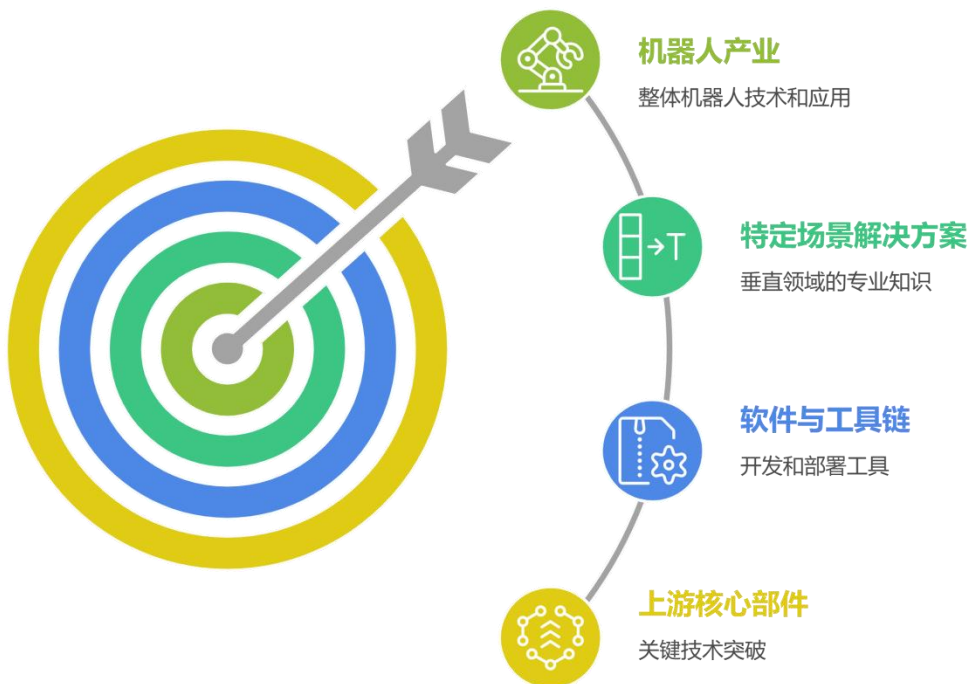 机器人产业
整体机器人技术和应用
T
特定场景解决方案
垂直领域的专业知识
软件与工具链
开发和部署工具
上游核心部件
关键技术突破